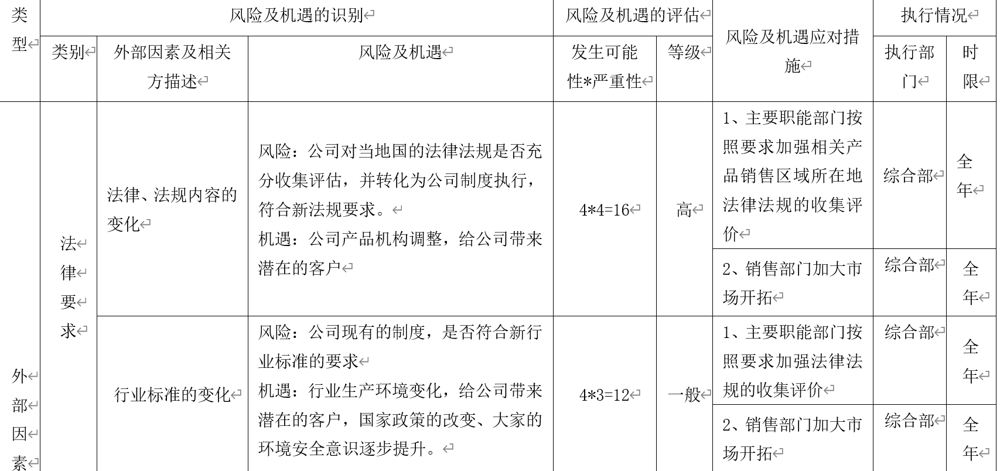 类
型
风险及机遇的识别
风险及机遇的评估
风险及机遇应对措
施
执行情况
类别
外部因素及相关
方描述
风险及机遇
发生可能
性*严重性
等级
执行部
门
时
限
外
部
因
素
法
律
要
求
法律、法规内容的
变化
风险：公司对当地国的法律法规是否充
分收集评估，并转化为公司制度执行，
符合新法规要求。
机遇：公司产品机构调整，给公司带来
潜在的客户
4*4=16
高
1、主要职能部门按
照要求加强相关产
品销售区域所在地
法律法规的收集评
价
综合部
全
年
2、销售部门加大市
场开拓
综合部
全
年
行业标准的变化
风险：公司现有的制度，是否符合新行
业标准的要求
机遇：行业生产环境变化，给公司带来
潜在的客户，国家政策的改变、大家的
环境安全意识逐步提升。
4*3=12
一般
1、主要职能部门按
照要求加强法律法
规的收集评价
综合部
全
年
2、销售部门加大市
场开拓
综合部
全
年